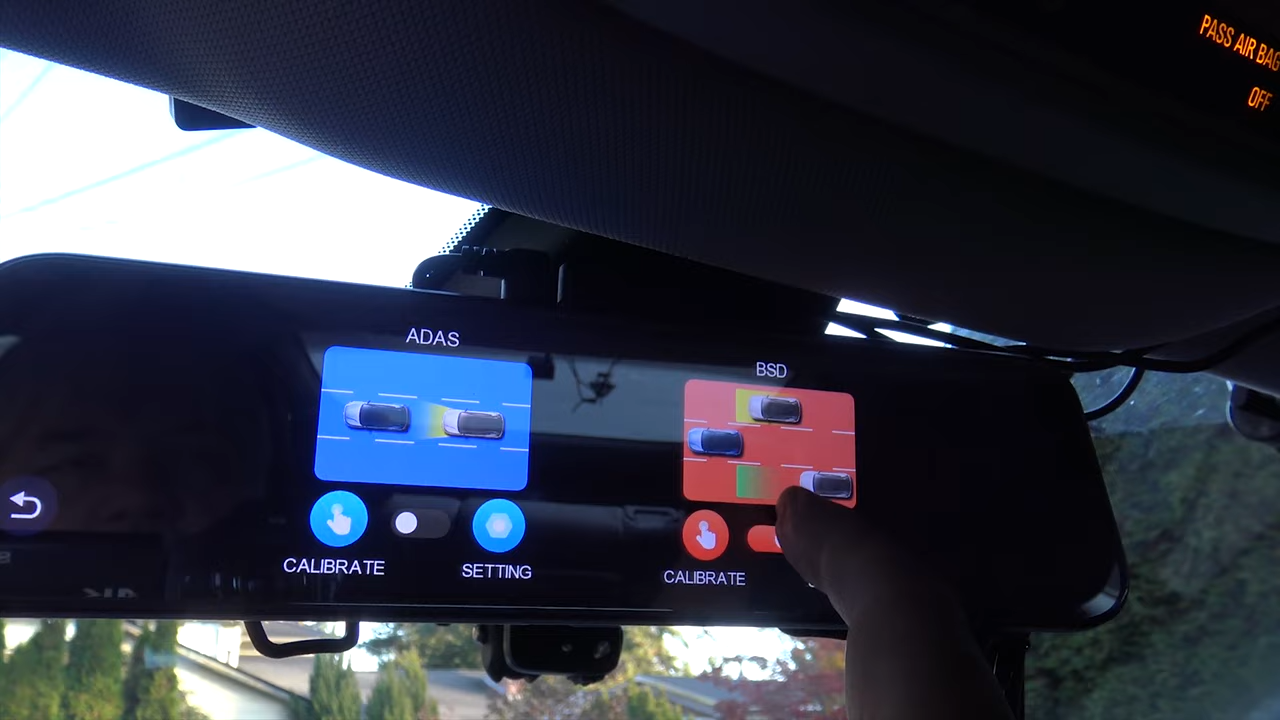 PASS AIR BAG
OFF
ADAS
BSD
CALIBRATE
SETTING
CALIBRATE